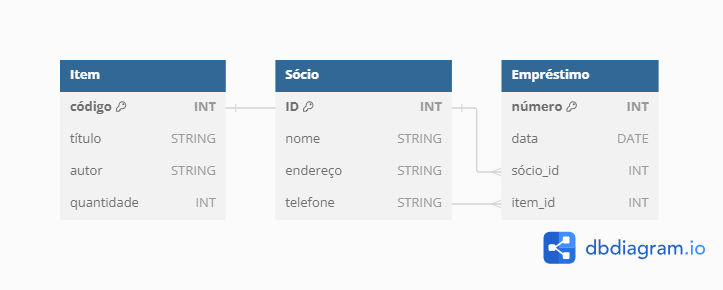 Item
código INT
título STRING
autor STRING
quantidade INT
Sócio
ID INT
nome STRING
endereço STRING
telefone STRING
Empréstimo
número INT
data DATE
sócio_id INT
item_id INT
dbdiagram.io